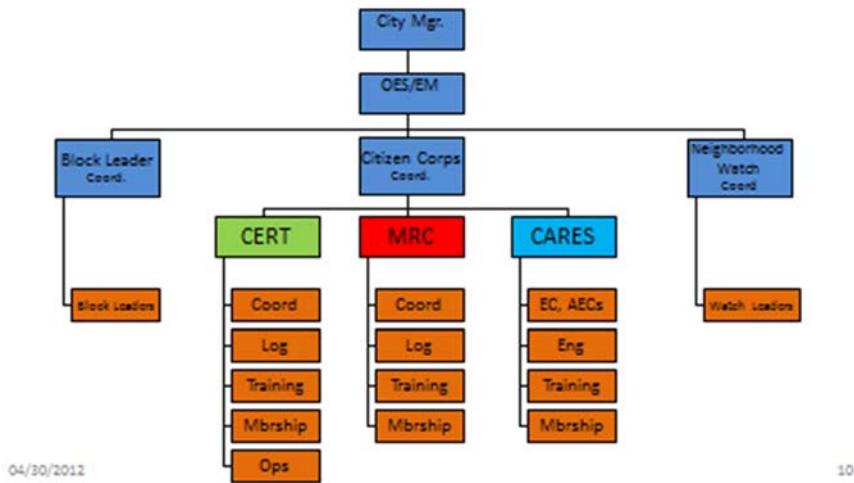 City Mgr.
OES/EM
Block Leader
Coord.
Citizen Corps
Coord.
Neighborhood
Watch
Coord
CERT
MRC
CARES
Block Leaders
Coord
Coord
EC, AECs
Watch Leaders
Log
Log
Eng
Training
Training
Training
Mbrship
Mbrship
Mbrship
Ops
04/30/2012
10